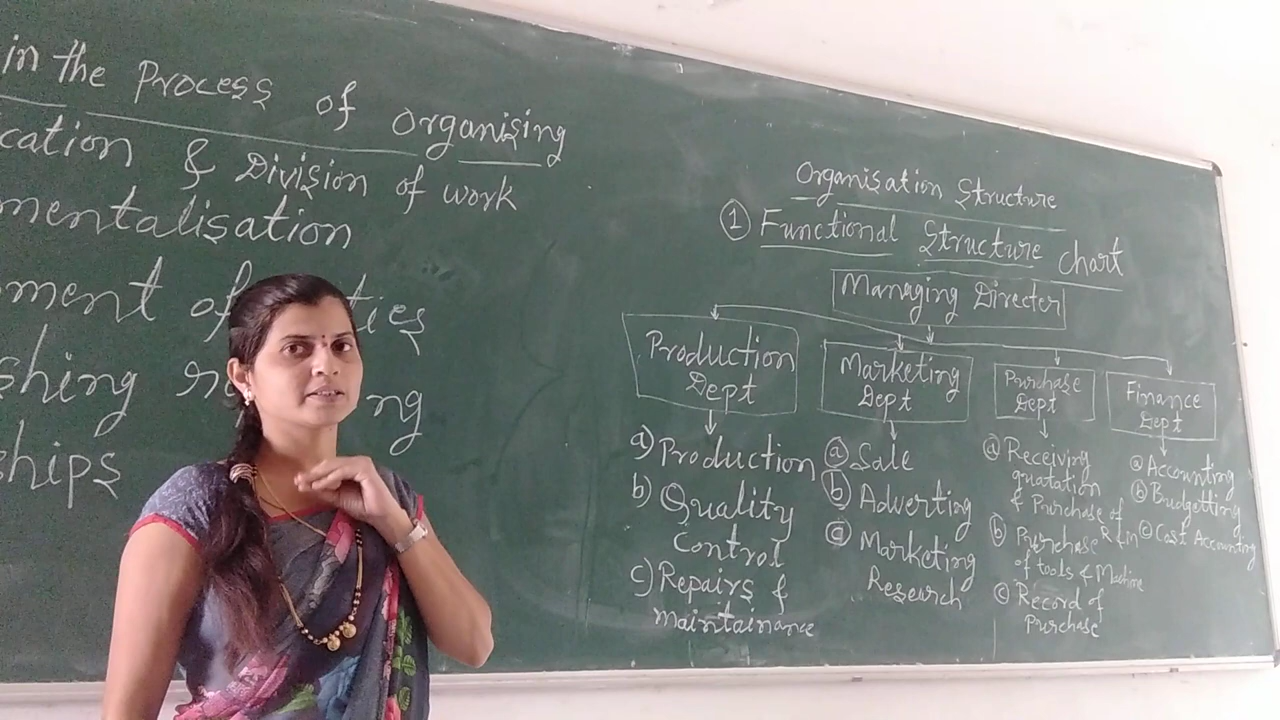 in the Process of Organising
cation & Division of work
mentalisation
ment of ties
shing ng
ships
Organisation Structure
① Functional Structure chart
Managing Directer
Production
Dept
a) Production
b) Quality
Control
c) Repairs &
maintainance
Marketing
Dept
ⓐ Sale
ⓑ Adverting
ⓐ Marketing
Research
Purchase
Dept
ⓐ Receiving
quatation
& Purchase of
R & M
ⓑ Purchase
of tools & Machine
ⓒ Record of
Purchase
Finance
Dept
ⓐ Accounting
ⓑ Budgetting
ⓒ Cost Accounting